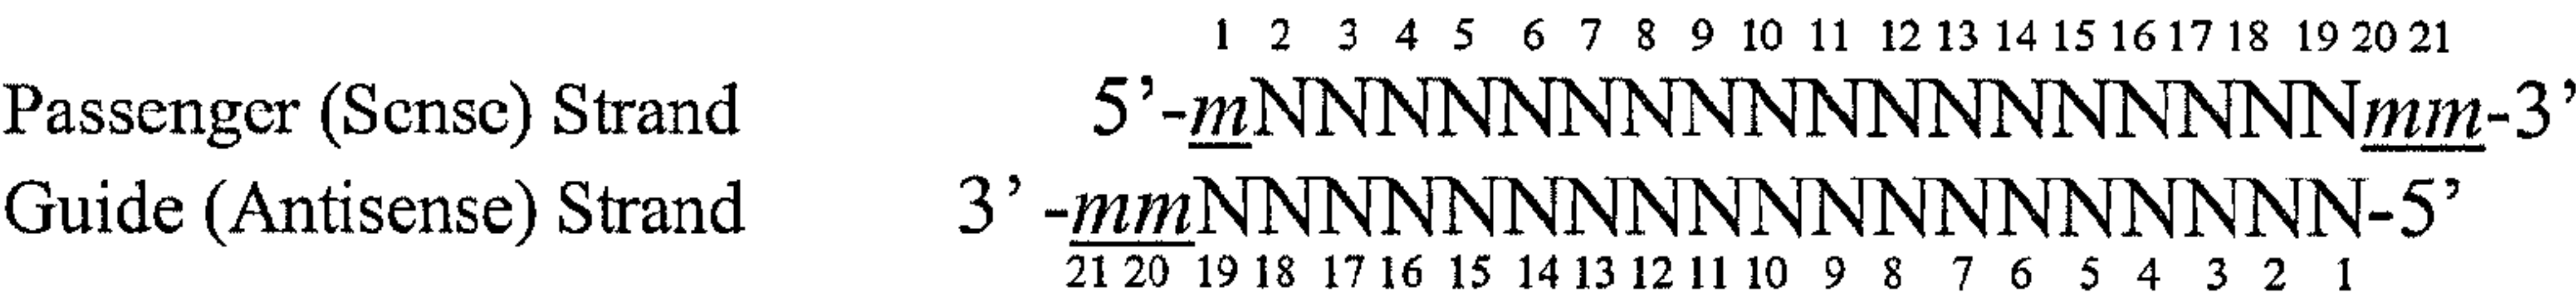 1 2 3 4 5 6 7 8 9 10 11 12 13 14 15 16 17 18 19 20 21
Passenger (Sense) Strand 5’-mNNNNNNNNNNNNNNNNNNmm-3’
Guide (Antisense) Strand 3’ -mmNNNNNNNNNNNNNNNNNNN-5’
21 20 19 18 17 16 15 14 13 12 11 10 9 8 7 6 5 4 3 2 1